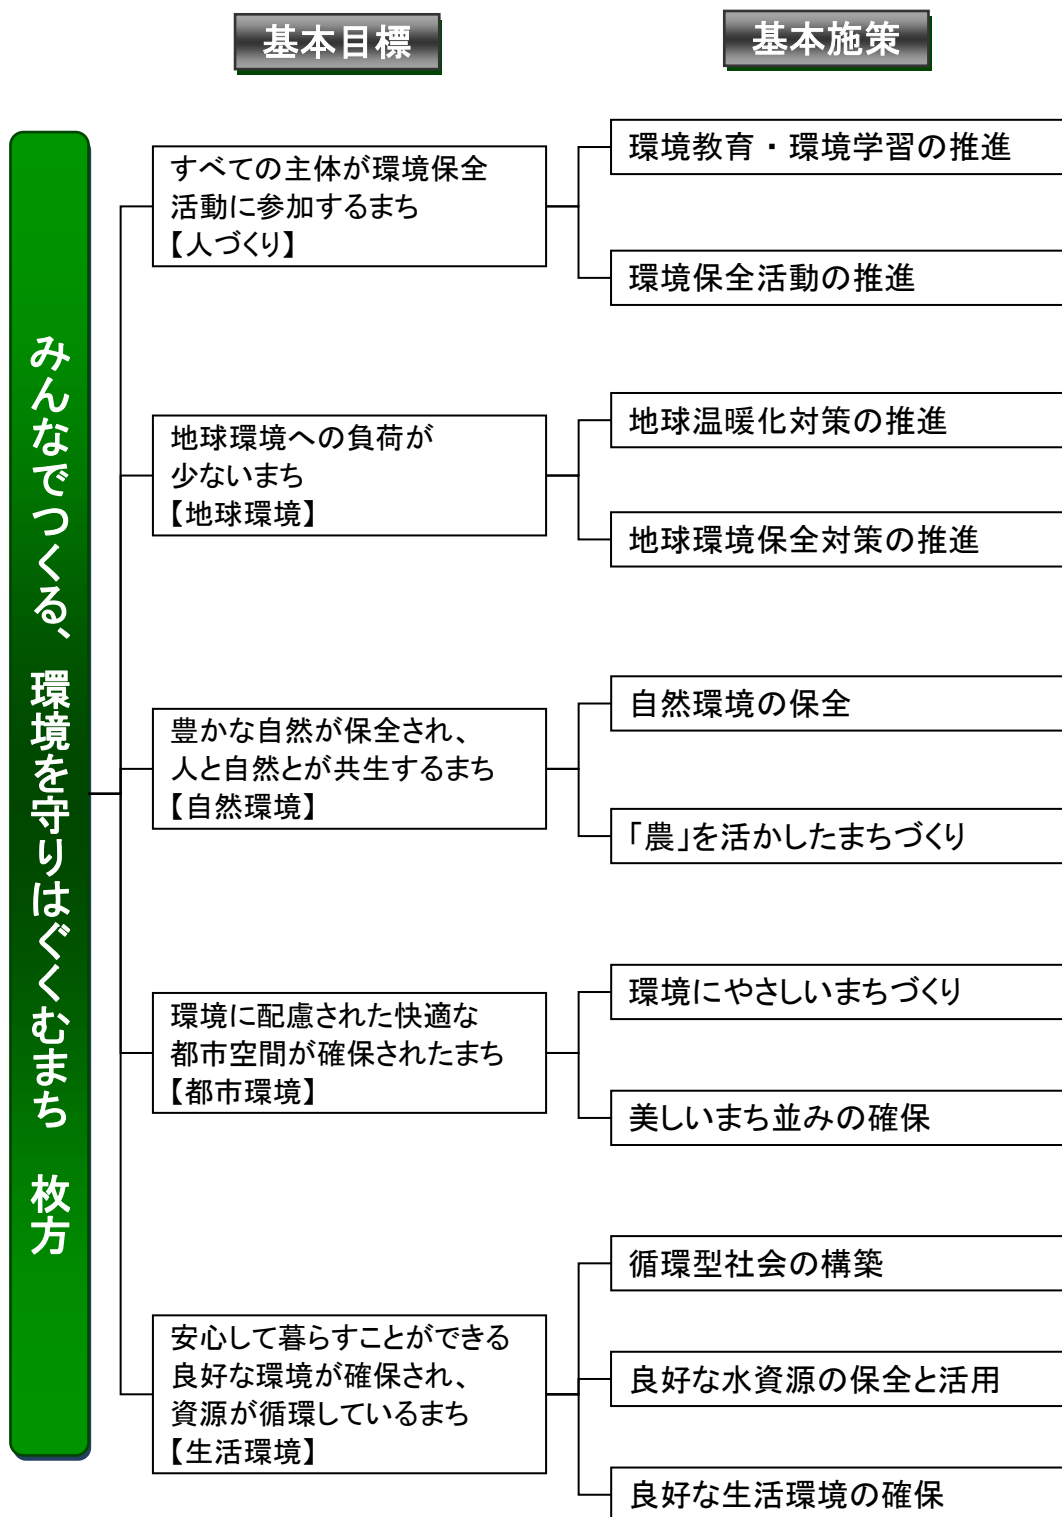 基本目標
基本施策
みんなでつくる、環境を守りはぐくむまち　枚方
すべての主体が環境保全
活動に参加するまち
【人づくり】
環境教育・環境学習の推進
環境保全活動の推進
地球環境への負荷が
少ないまち
【地球環境】
地球温暖化対策の推進
地球環境保全対策の推進
豊かな自然が保全され、
人と自然とが共生するまち
【自然環境】
自然環境の保全
「農」を活かしたまちづくり
環境に配慮された快適な
都市空間が確保されたまち
【都市環境】
環境にやさしいまちづくり
美しいまち並みの確保
安心して暮らすことができる
良好な環境が確保され、
資源が循環しているまち
【生活環境】
循環型社会の構築
良好な水資源の保全と活用
良好な生活環境の確保